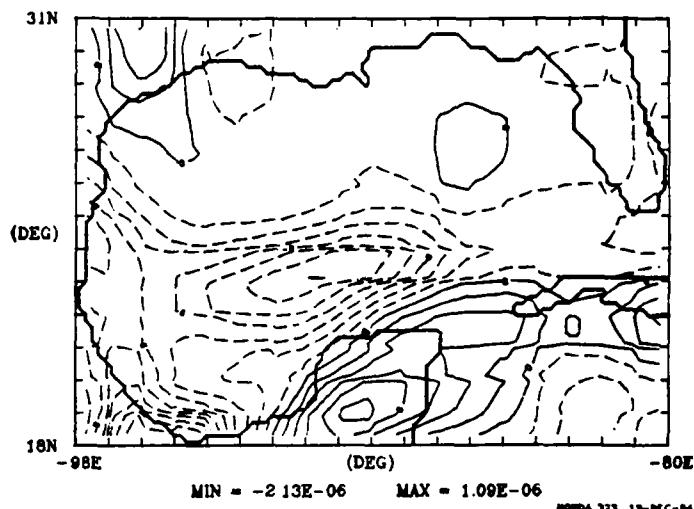 31N
(DEG)
18N
-98E (DEG) -80E
MIN = -2 13E-06 MAX = 1.09E-06